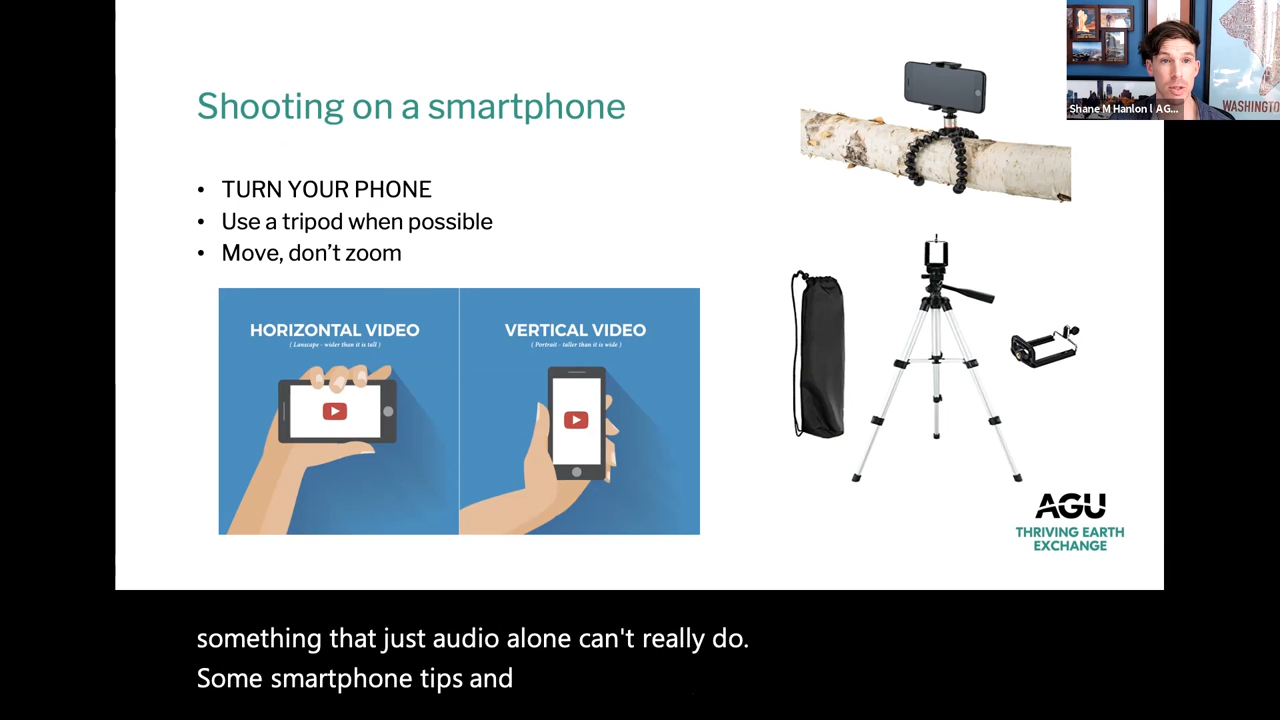 Shooting on a smartphone
• TURN YOUR PHONE
• Use a tripod when possible
• Move, don’t zoom
HORIZONTAL VIDEO
( Lanscape - wider than it is tall )
VERTICAL VIDEO
( Portrait - taller than it is wide )
AGU
THRIVING EARTH
EXCHANGE
WASHINGTO
Shane M Hanlon l AG...
something that just audio alone can't really do.
Some smartphone tips and